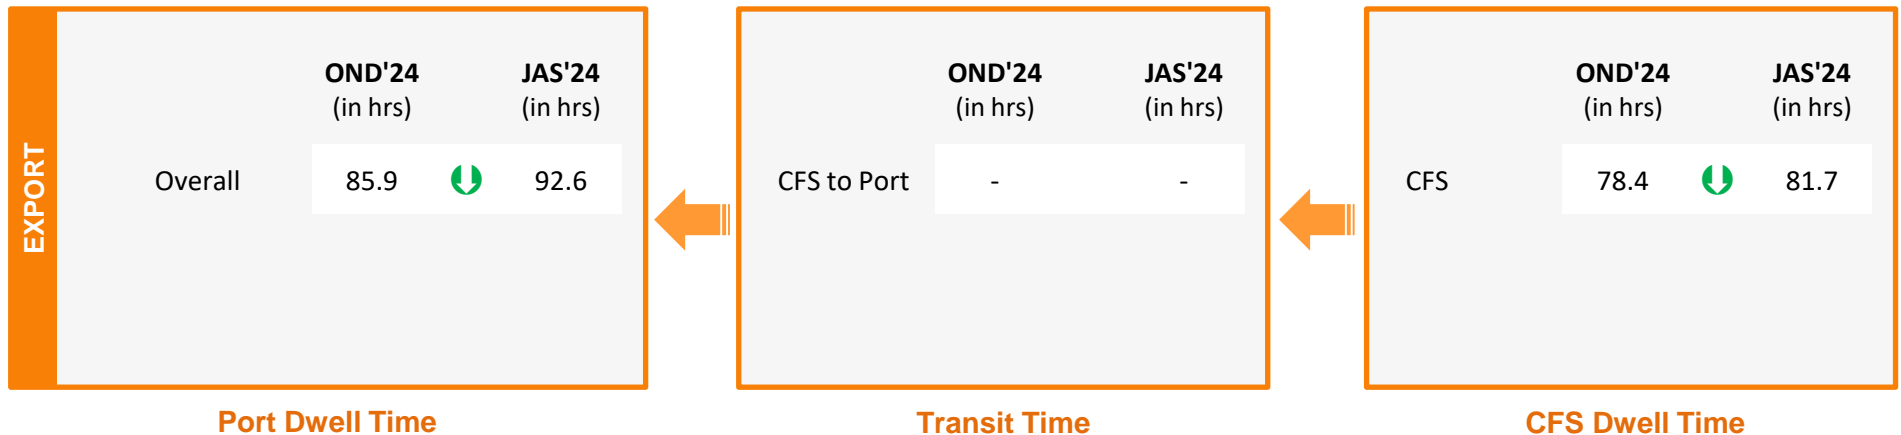 EXPORT
OND'24 JAS'24
(in hrs) (in hrs)
Overall 85.9 92.6
Port Dwell Time
OND'24 JAS'24
(in hrs) (in hrs)
CFS to Port - -
Transit Time
OND'24 JAS'24
(in hrs) (in hrs)
CFS 78.4 81.7
CFS Dwell Time